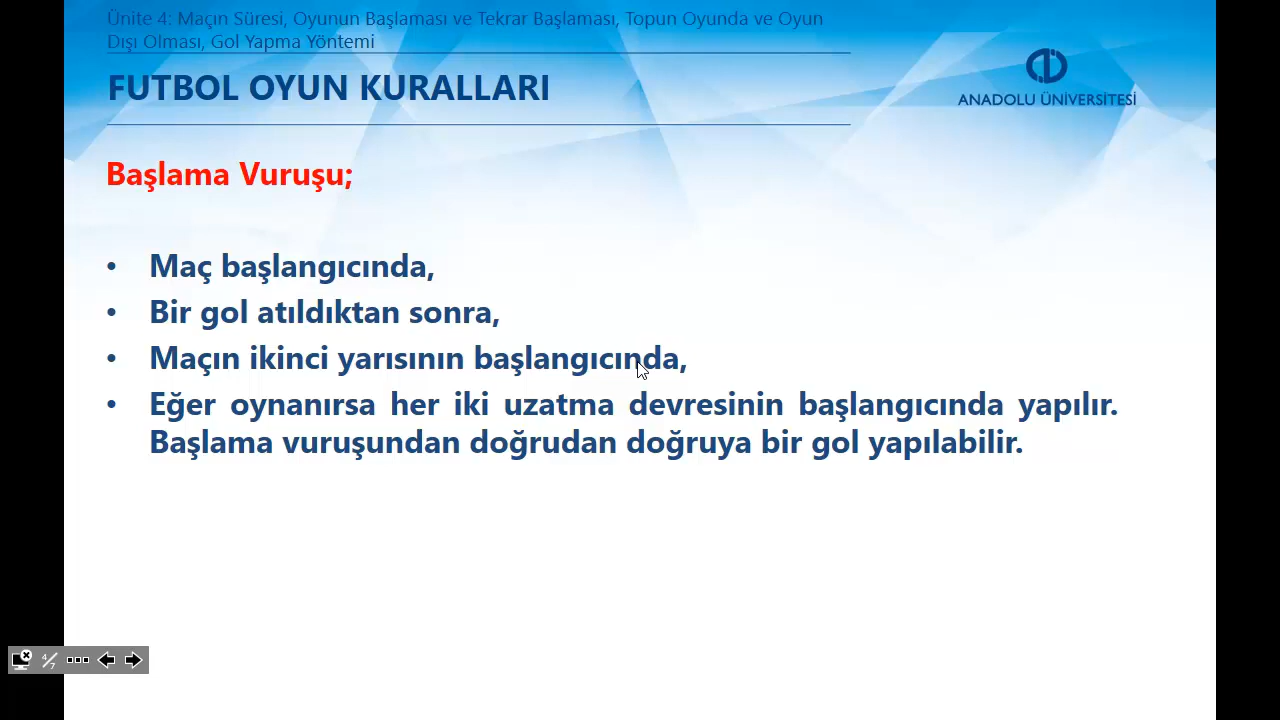 Ünite 4: Maçın Süresi, Oyunun Başlaması ve Tekrar Başlaması, Topun Oyunda ve Oyun
Dışı Olması, Gol Yapma Yöntemi
FUTBOL OYUN KURALLARI
ANADOLU ÜNİVERSİTESİ
Başlama Vuruşu;
• Maç başlangıcında,
• Bir gol atıldıktan sonra,
• Maçın ikinci yarısının başlangıcında,
• Eğer oynanırsa her iki uzatma devresinin başlangıcında yapılır.
Başlama vuruşundan doğrudan doğruya bir gol yapılabilir.
4/7